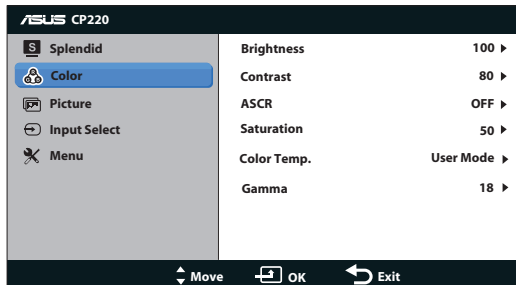 ASUS CP220
S Splendid
Color
Picture
Input Select
Menu
Brightness 100
Contrast 80
ASCR OFF
Saturation 50
Color Temp. User Mode
Gamma 18
Move OK Exit